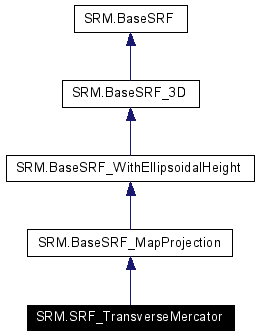 SRM.BaseSRF
SRM.BaseSRF_3D
SRM.BaseSRF_WithEllipsoidalHeight
SRM.BaseSRF_MapProjection
SRM.SRF_TransverseMercator